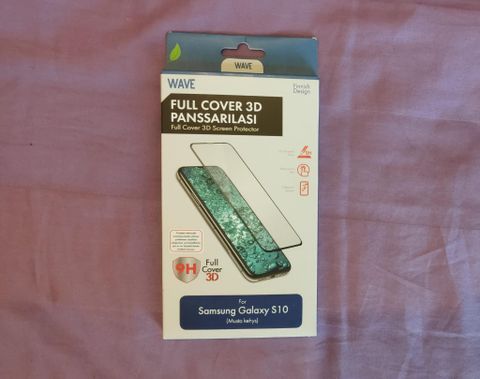 WAVE
WAVE
Finnish
Design
FULL COVER 3D
PANSSARILASI
Full Cover 3D Screen Protector
9H
Full
Cover
3D
For
Samsung Galaxy S10
(Musta kehys)